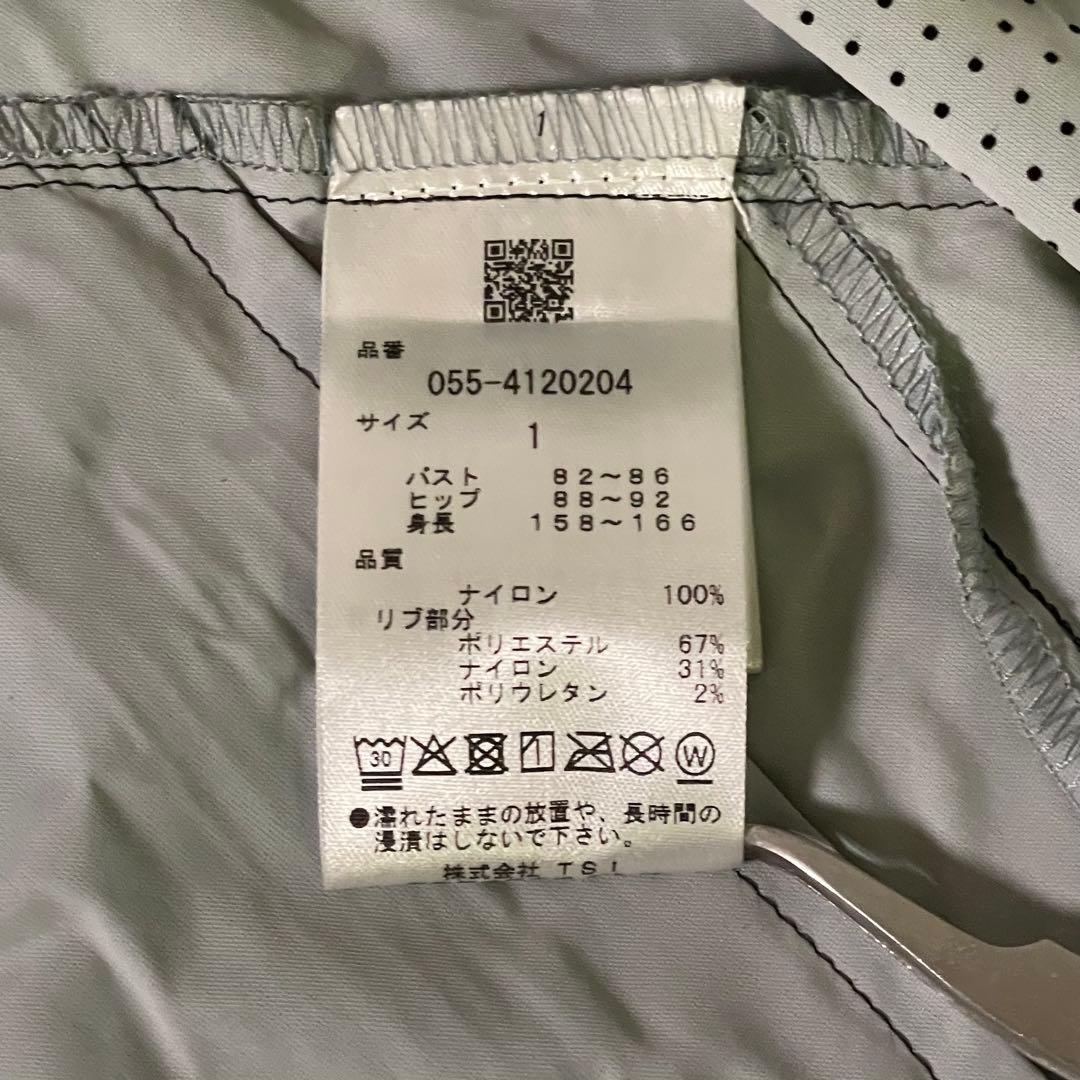 1
品番
055-4120204
サイズ
1
バスト 82～86
ヒップ 88～92
身長 158～166
品質
ナイロン 100%
リブ部分
ポリエステル 67%
ナイロン 31%
ポリウレタン 2%
30 W
●濡れたままの放置や、長時間の
浸漬はしないで下さい。
株式会社 TSI